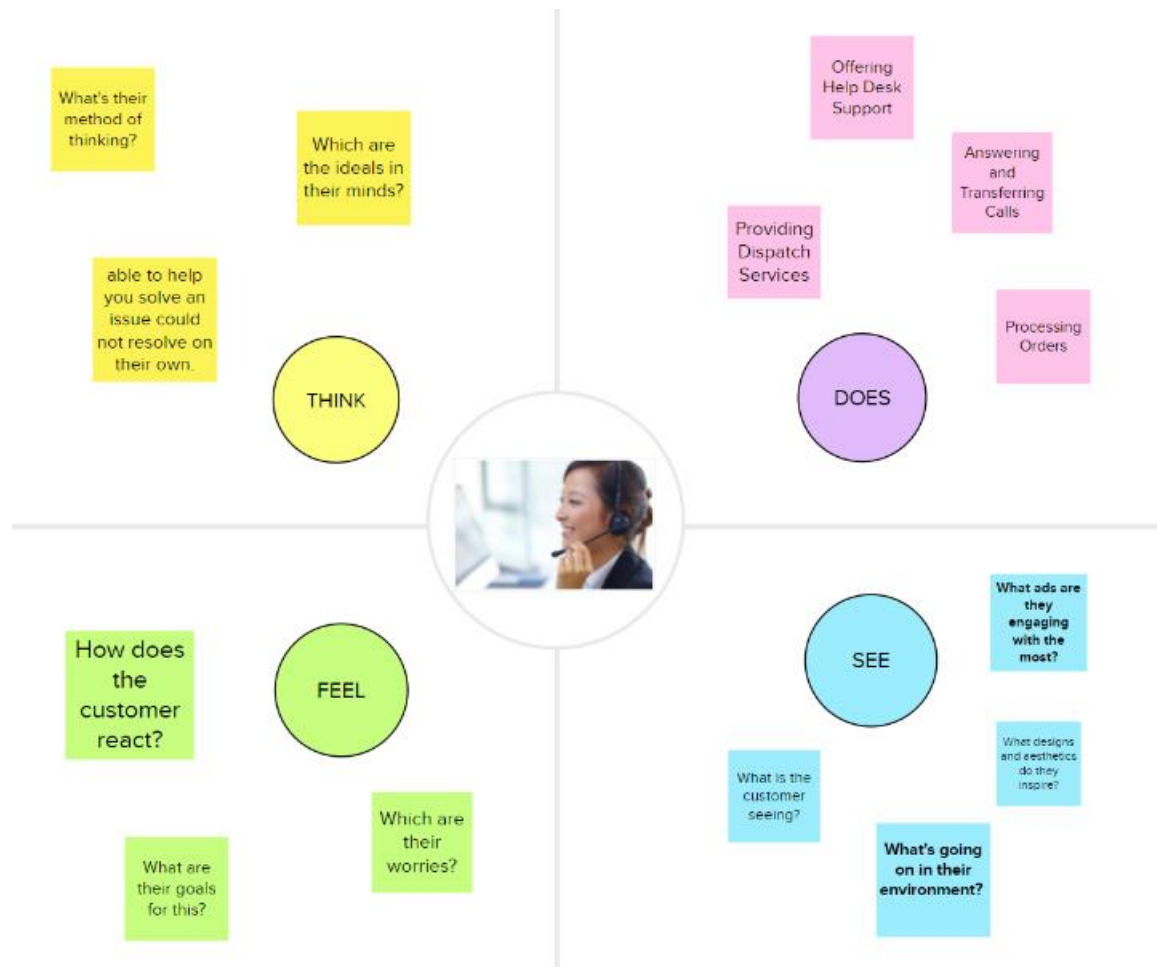 What's their
method of
thinking?
Which are
the ideals in
their minds?
able to help
you solve an
issue could
not resolve on
their own.
THINK
Offering
Help Desk
Support
Answering
and
Transferring
Calls
Providing
Dispatch
Services
Processing
Orders
DOES
How does
the
customer
react?
FEEL
Which are
their
worries?
What are
their goals
for this?
SEE
What ads are
they
engaging
with the
most?
What designs
and aesthetics
do they
inspire?
What is the
customer
seeing?
What's going
on in their
environment?